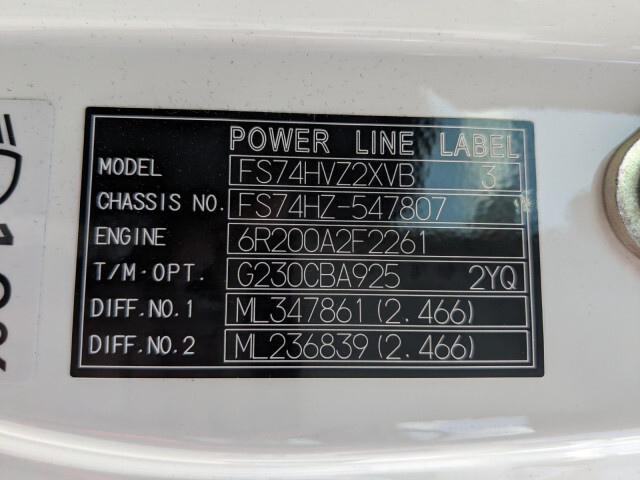 POWER LINE LABEL
MODEL FS74HVZ2XVB 3
CHASSIS NO. FS74HZ-547807
ENGINE 6R200A2F2261
T/M·OPT. G230CBA925 2YQ
DIFF.NO.1 ML347861(2.466)
DIFF.NO.2 ML236839(2.466)